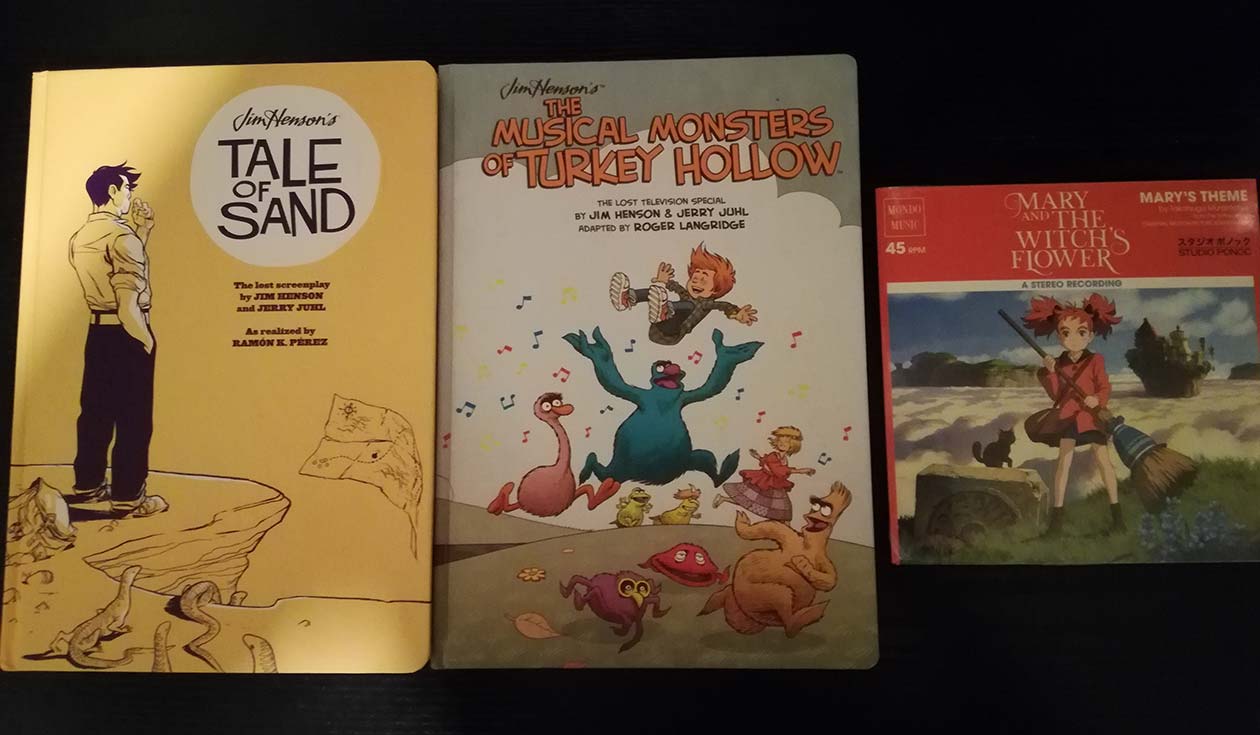 Jim Henson's
TALE
OF
SAND
The lost screenplay
by JIM HENSON
and JERRY JUHL
As realized by
RAMÓN K. PÉREZ
Jim Henson's™
THE
MUSICAL MONSTERS
OF TURKEY HOLLOW™
THE LOST TELEVISION SPECIAL
BY JIM HENSON & JERRY JUHL
ADAPTED BY ROGER LANGRIDGE
MONDO
MUSIC
45 RPM
MARY
AND THE
WITCH'S
FLOWER
MARY'S THEME
スタジオポノック
STUDIO PONOC
A STEREO RECORDING